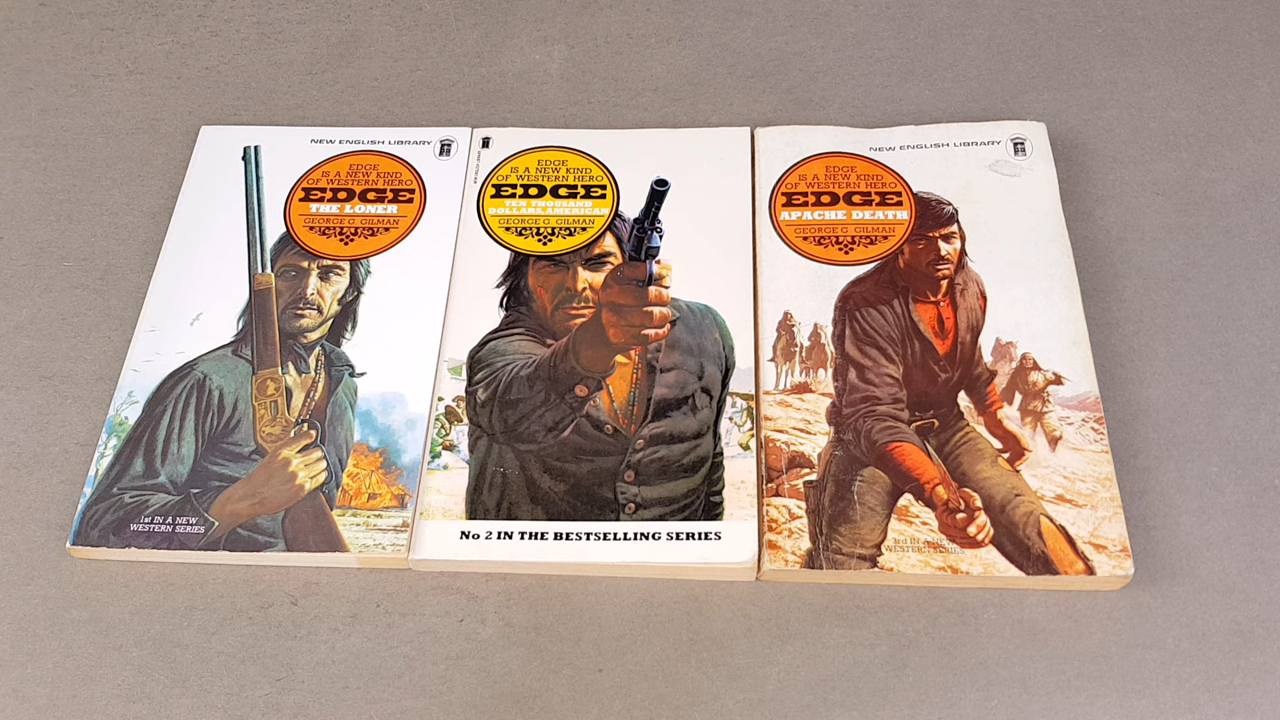 NEW ENGLISH LIBRARY
EDGE
IS A NEW KIND
OF WESTERN HERO
EDGE
THE LONER
GEORGE G. GILMAN
1st IN A NEW
WESTERN SERIES
EDGE
IS A NEW KIND
OF WESTERN HERO
EDGE
TEN THOUSAND
DOLLARS, AMERICAN
GEORGE G. GILMAN
No 2 IN THE BESTSELLING SERIES
NEW ENGLISH LIBRARY
EDGE
IS A NEW KIND
OF WESTERN HERO
EDGE
APACHE DEATH
GEORGE G. GILMAN
3rd IN A NEW
WESTERN SERIES